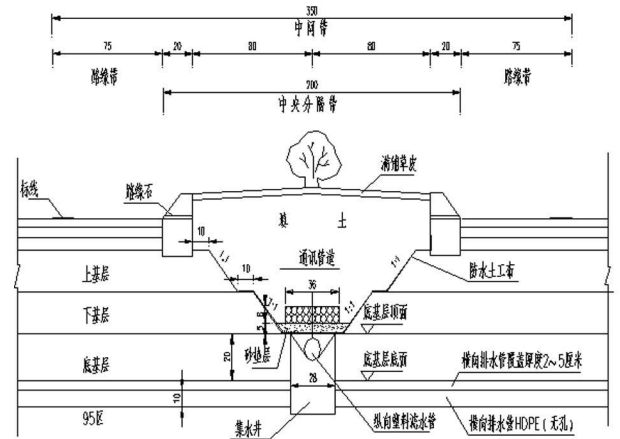 350
中间带
75 20 80 80 20 75
路缘带 路缘带
200
中央分隔带
满铺草皮
标线 路缘石
填 土
10
1:1 通讯管道 1:1 防水土工布
上基层 10 36
1:1 1:1
下基层 8 底基层顶面
5
砂垫层
20
底基层 底基层底面 横向排水管覆盖厚度2~5厘米
28
10 纵向塑料滤水管
95区 集水井 横向排水管HDPE(无孔)